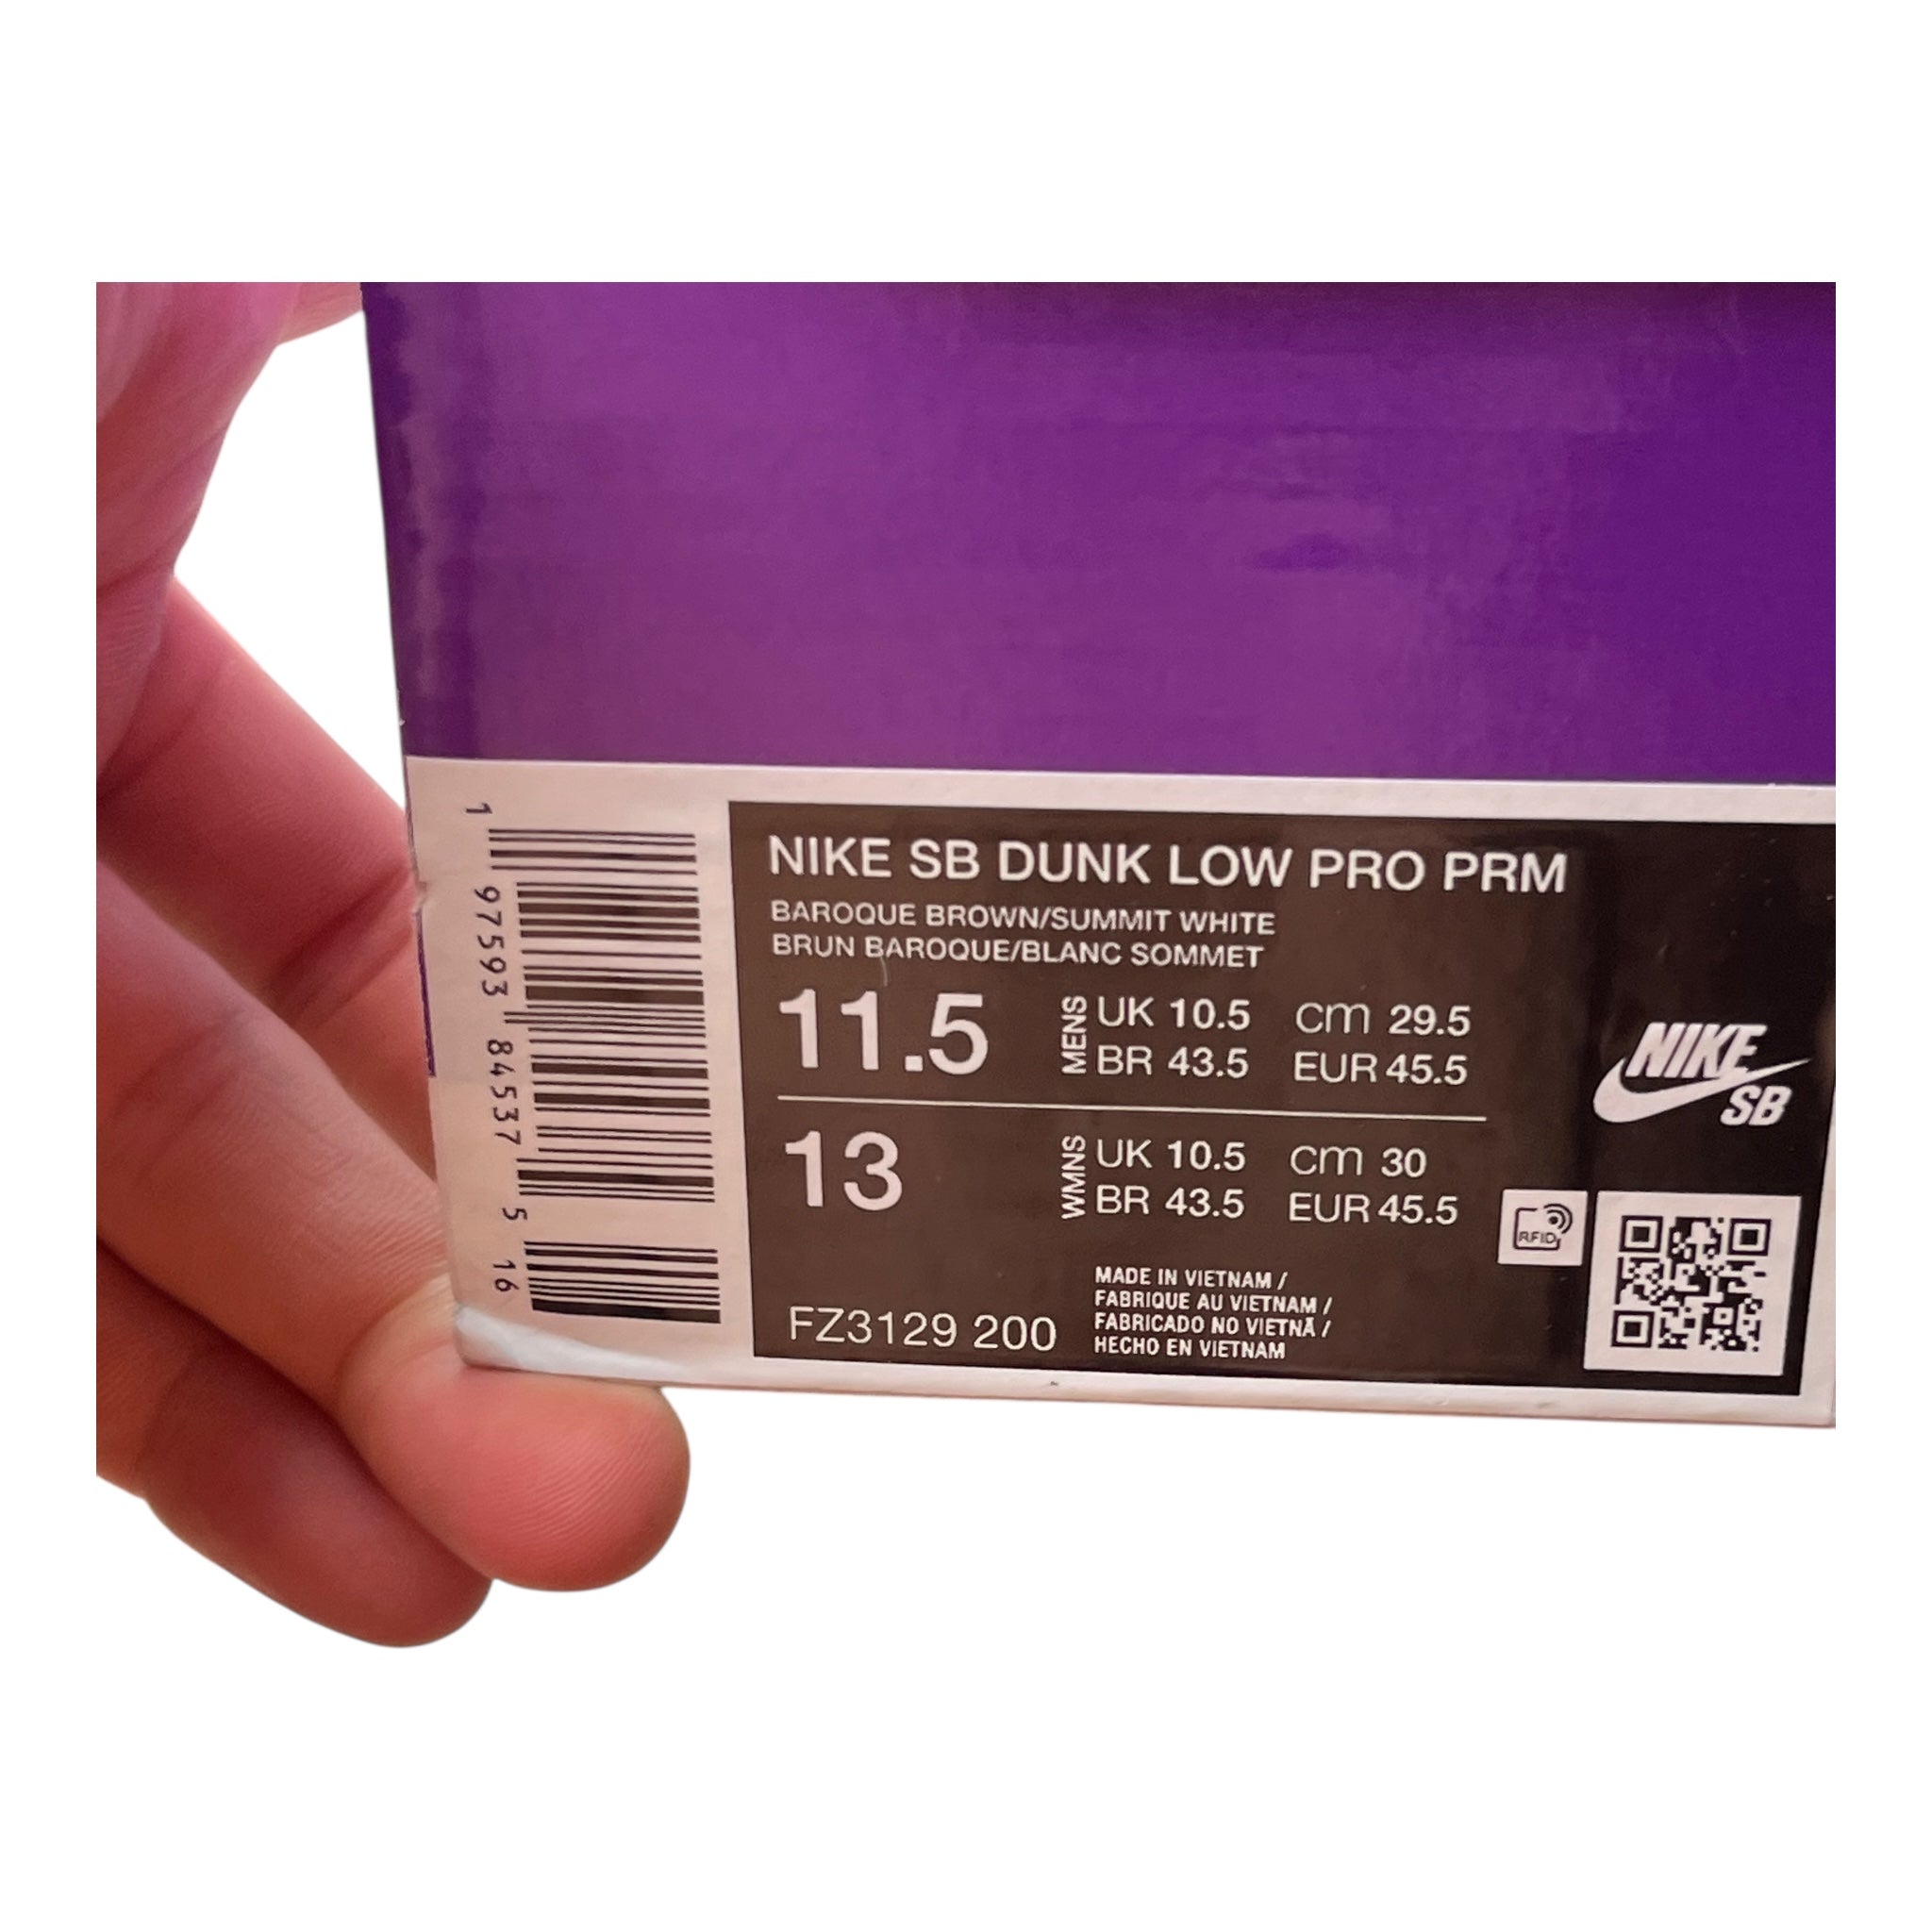 1 97593 84537 5 16
NIKE SB DUNK LOW PRO PRM
BAROQUE BROWN/SUMMIT WHITE
BRUN BAROQUE/BLANC SOMMET
11.5 MENS UK 10.5 cm 29.5
BR 43.5 EUR 45.5
13 WMNS UK 10.5 cm 30
BR 43.5 EUR 45.5
NIKE
SB
RFID
MADE IN VIETNAM /
FABRIQUE AU VIETNAM /
FABRICADO NO VIETNÃ /
HECHO EN VIETNAM
FZ3129 200